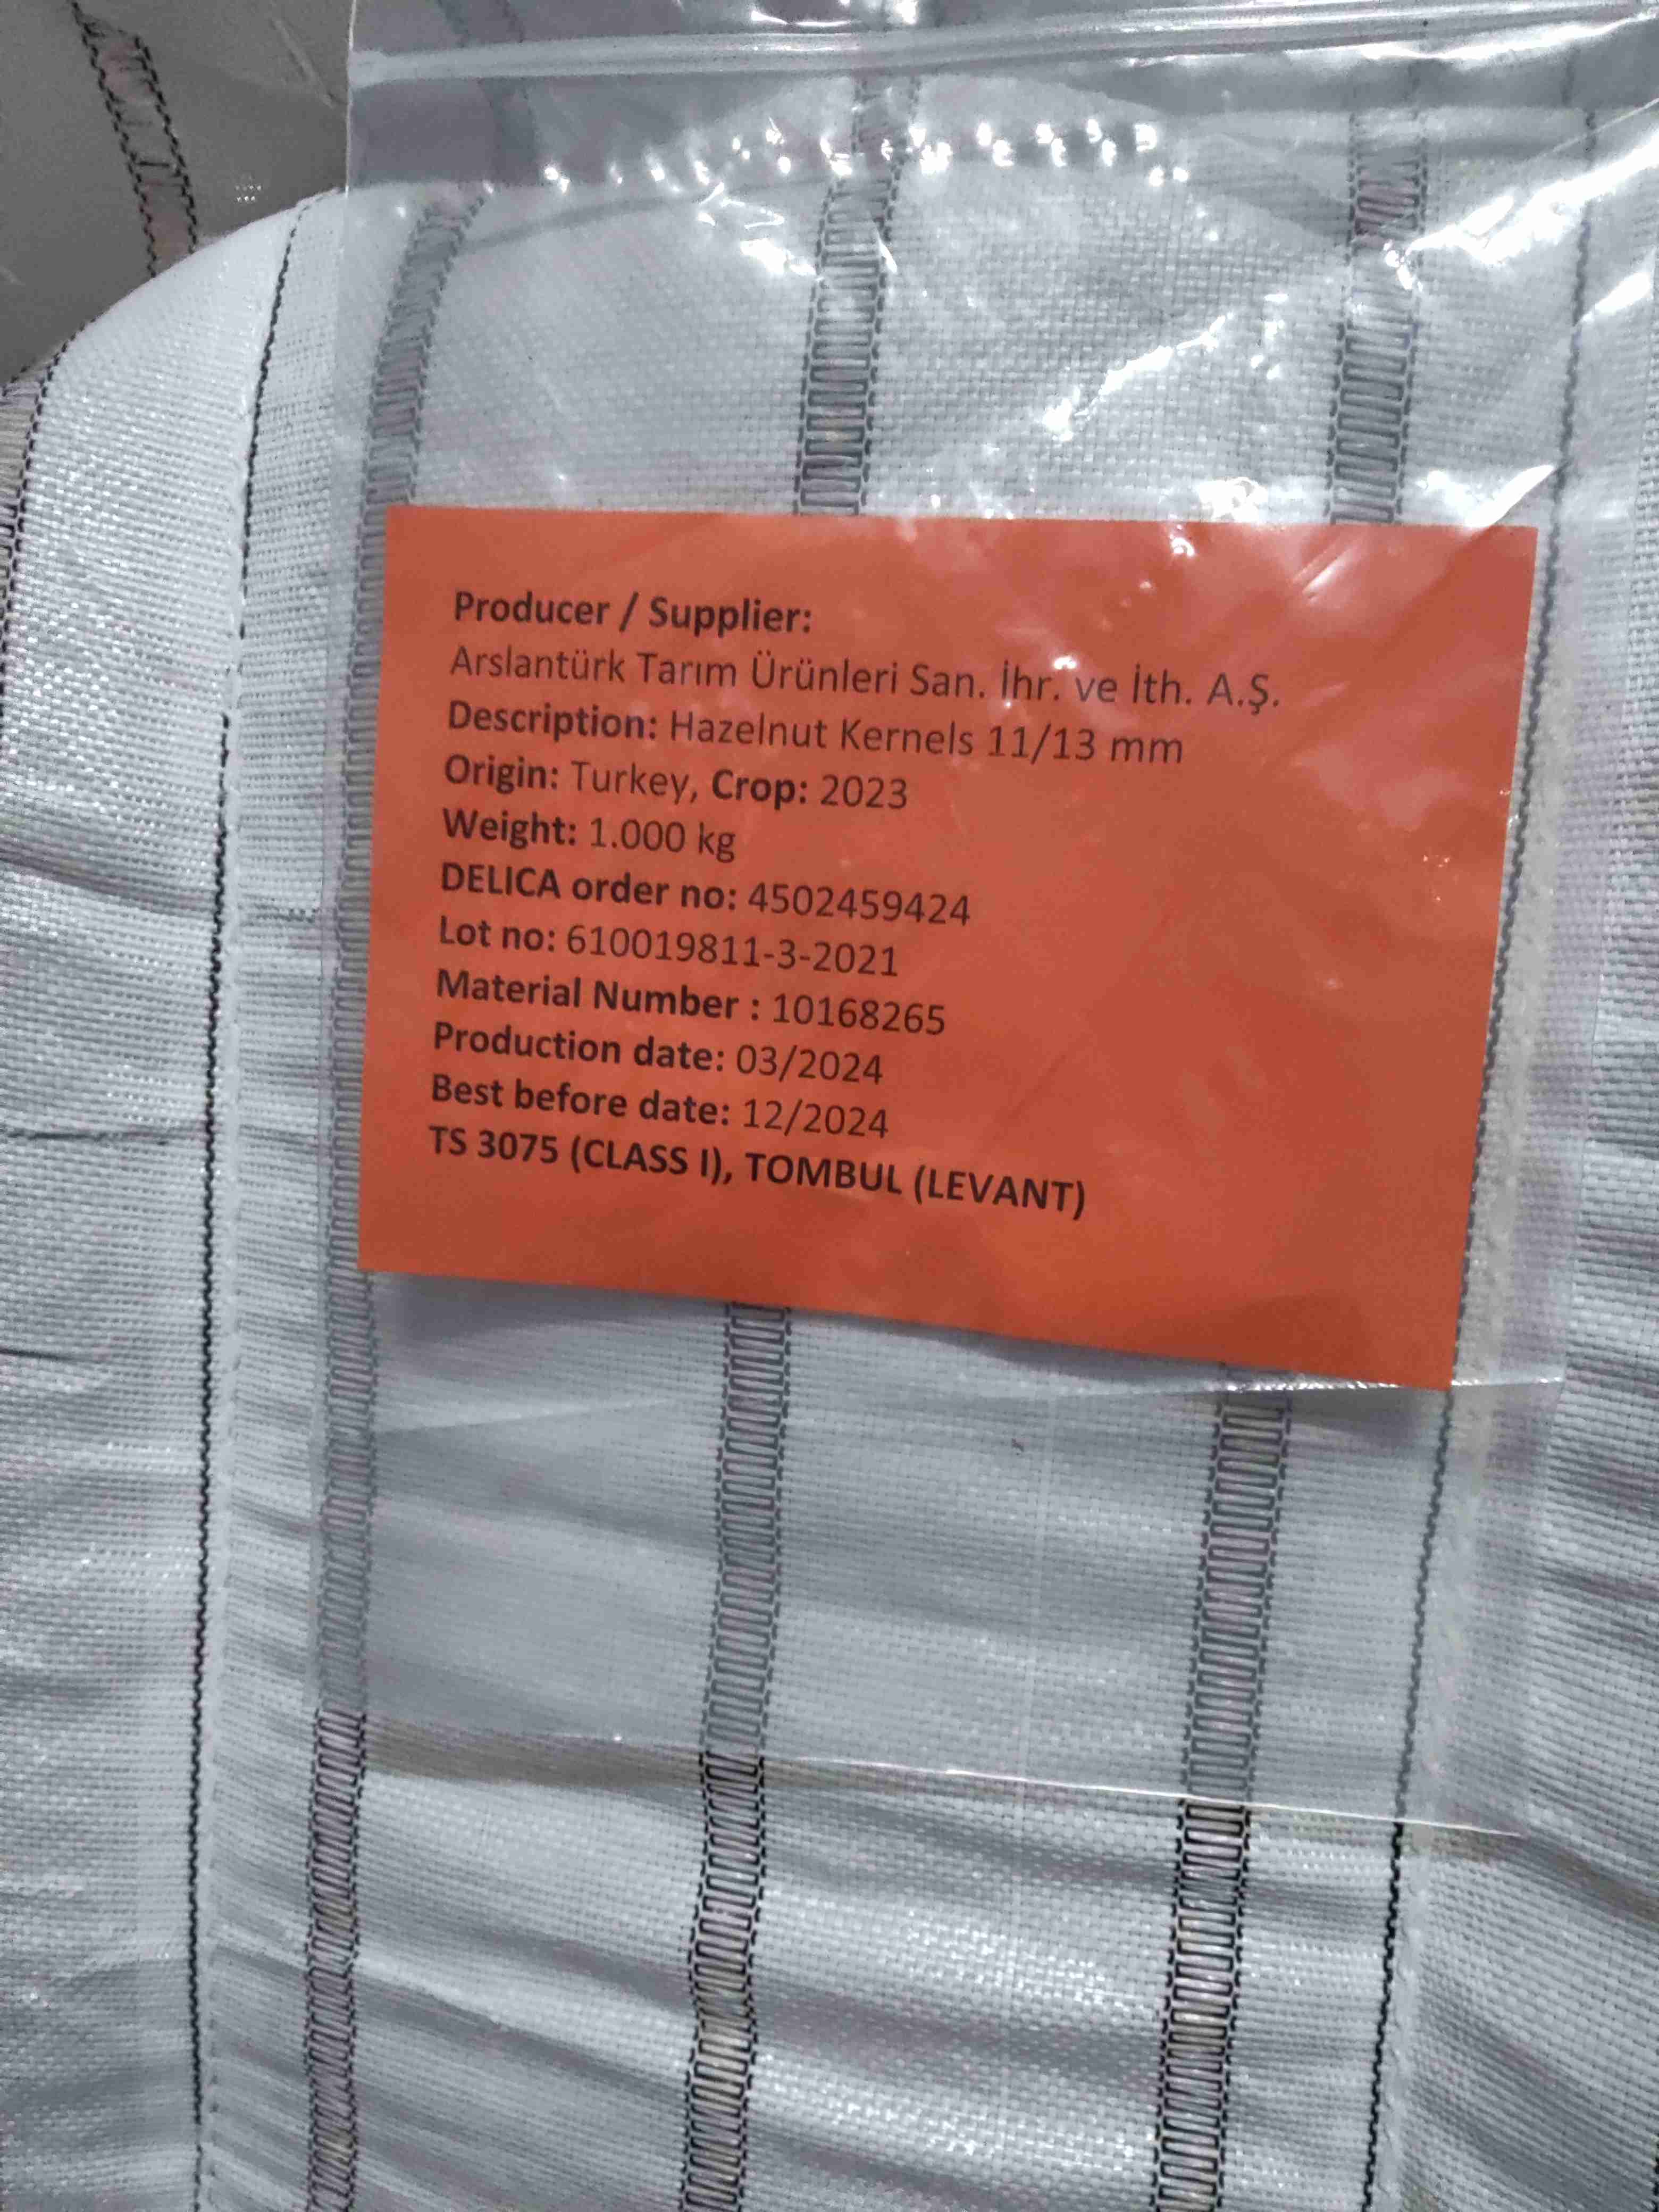 Producer / Supplier:
Arslantürk Tarım Ürünleri San. İhr. ve İth. A.Ş.
Description: Hazelnut Kernels 11/13 mm
Origin: Turkey, Crop: 2023
Weight: 1.000 kg
DELICA order no: 4502459424
Lot no: 610019811-3-2021
Material Number : 10168265
Production date: 03/2024
Best before date: 12/2024
TS 3075 (CLASS I), TOMBUL (LEVANT)